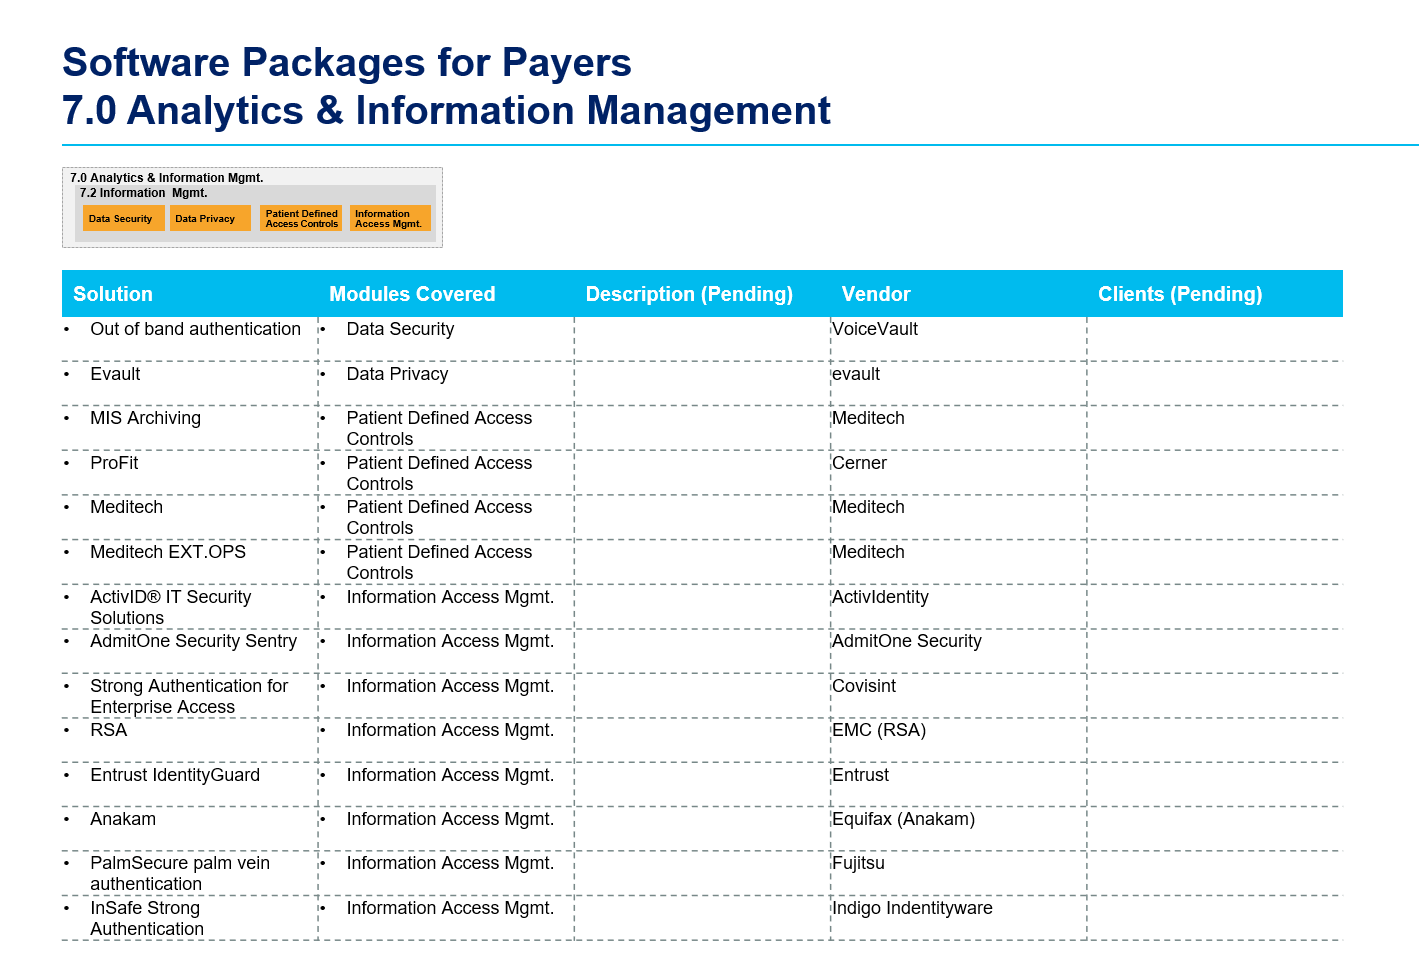 Software Packages for Payers
7.0 Analytics & Information Management
7.0 Analytics & Information Mgmt.
7.2 Information Mgmt.
Data Security
Data Privacy
Patient Defined
Access Controls
Information
Access Mgmt.
Solution Modules Covered Description (Pending) Vendor Clients (Pending)
• Out of band authentication • Data Security VoiceVault
• Evault • Data Privacy evault
• MIS Archiving • Patient Defined Access Meditech
Controls
• ProFit • Patient Defined Access Cerner
Controls
• Meditech • Patient Defined Access Meditech
Controls
• Meditech EXT.OPS • Patient Defined Access Meditech
Controls
• ActivID® IT Security • Information Access Mgmt. ActivIdentity
Solutions
• AdmitOne Security Sentry • Information Access Mgmt. AdmitOne Security
• Strong Authentication for • Information Access Mgmt. Covisint
Enterprise Access
• RSA • Information Access Mgmt. EMC (RSA)
• Entrust IdentityGuard • Information Access Mgmt. Entrust
• Anakam • Information Access Mgmt. Equifax (Anakam)
• PalmSecure palm vein • Information Access Mgmt. Fujitsu
authentication
• InSafe Strong • Information Access Mgmt. Indigo Indentityware
Authentication